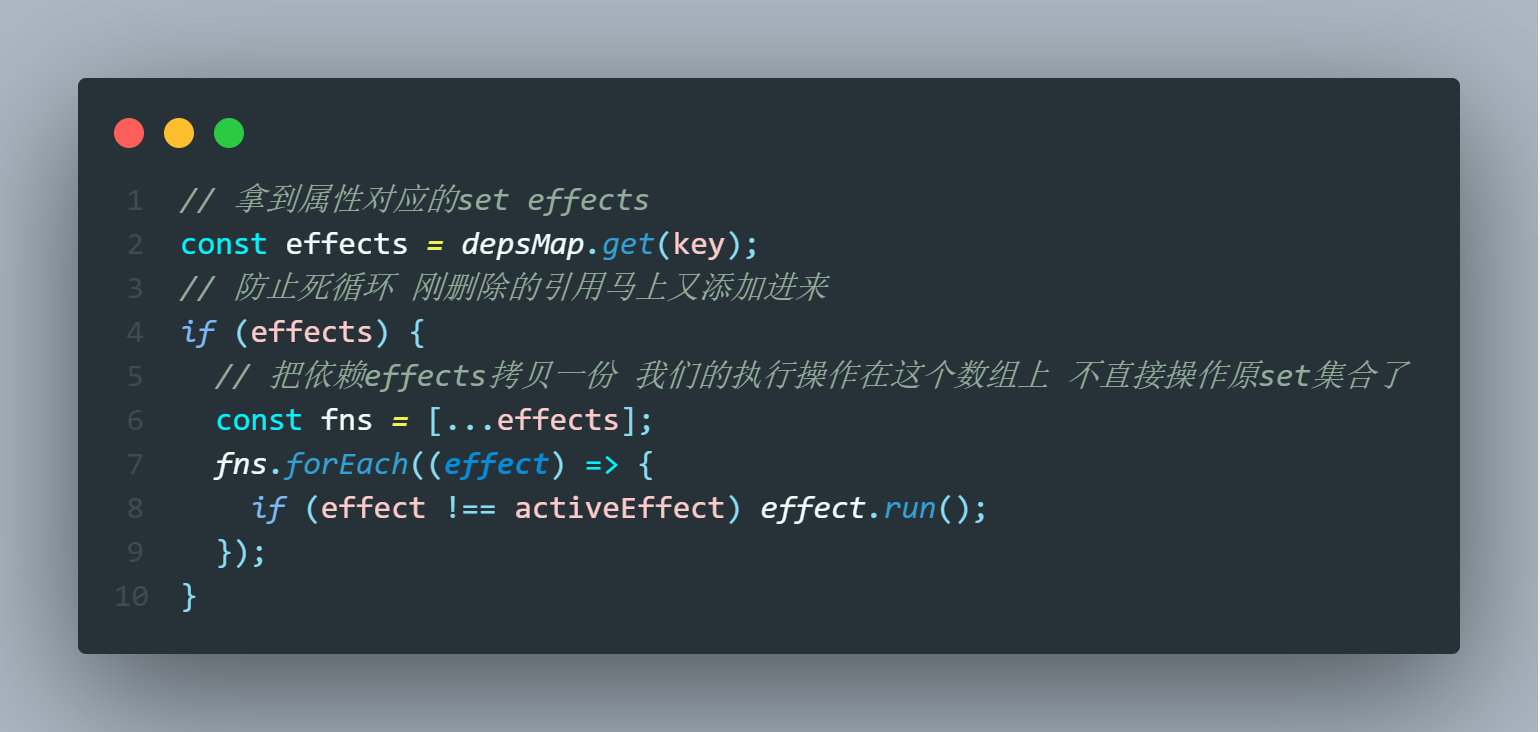 1 // 拿到属性对应的set effects
2 const effects = depsMap.get(key);
3 // 防止死循环 刚删除的引用马上又添加进来
4 if (effects) {
5   // 把依赖effects拷贝一份 我们的执行操作在这个数组上 不直接操作原set集合了
6   const fns = [...effects];
7   fns.forEach((effect) => {
8     if (effect !== activeEffect) effect.run();
9   });
10 }